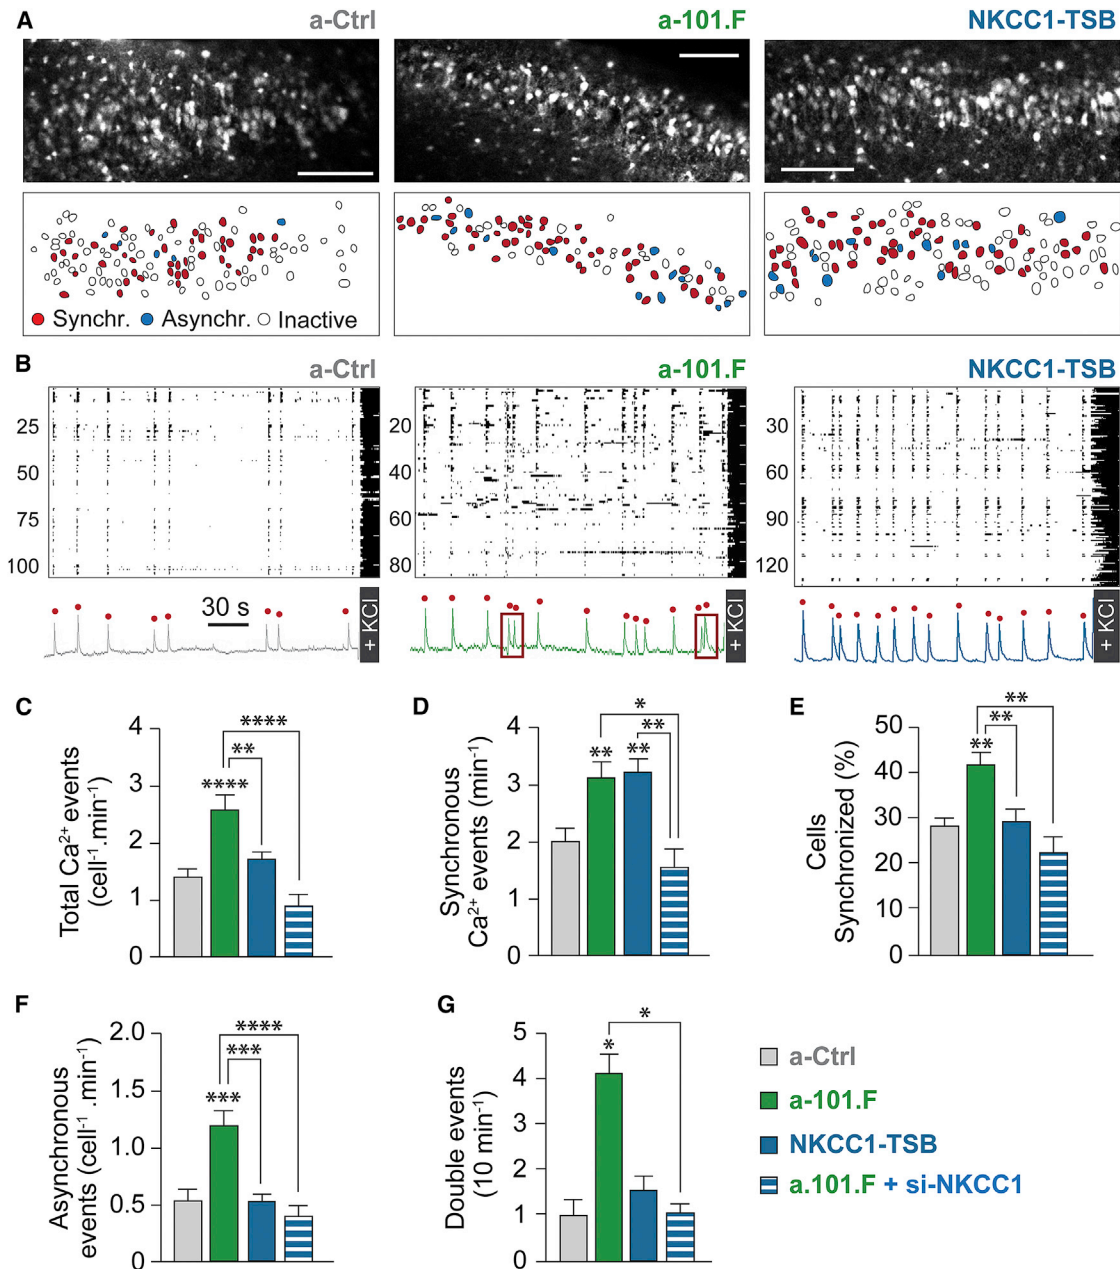 A
a-Ctrl
a-101.F
NKCC1-TSB
Synchr.
Asynchr.
Inactive
B
a-Ctrl
a-101.F
NKCC1-TSB
25
50
75
100
20
40
60
80
30
60
90
120
30 s
+ KCl
+ KCl
+ KCl
C
Total Ca²⁺ events
(cell⁻¹.min⁻¹)
4
3
2
1
0
****
**
****
D
Synchronous
Ca²⁺ events (min⁻¹)
4
3
2
1
0
*
**
**
**
E
Cells
Synchronized (%)
50
40
30
20
10
0
**
**
**
F
Asynchronous
events (cell⁻¹ .min⁻¹)
2.0
1.5
1.0
0.5
0
****
***
***
G
Double events
(10 min⁻¹)
5
4
3
2
1
0
*
*
a-Ctrl
a-101.F
NKCC1-TSB
a.101.F + si-NKCC1